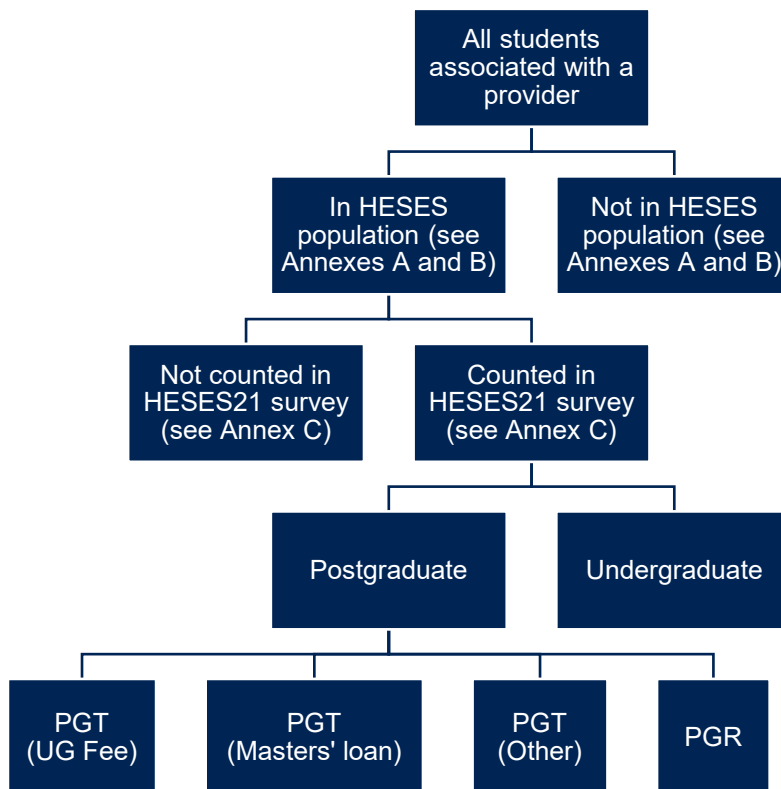 All students
associated with a
provider
In HESES
population (see
Annexes A and B)
Not in HESES
population (see
Annexes A and B)
Not counted in
HESES21 survey
(see Annex C)
Counted in
HESES21 survey
(see Annex C)
Postgraduate
Undergraduate
PGT
(UG Fee)
PGT
(Masters' loan)
PGT
(Other)
PGR